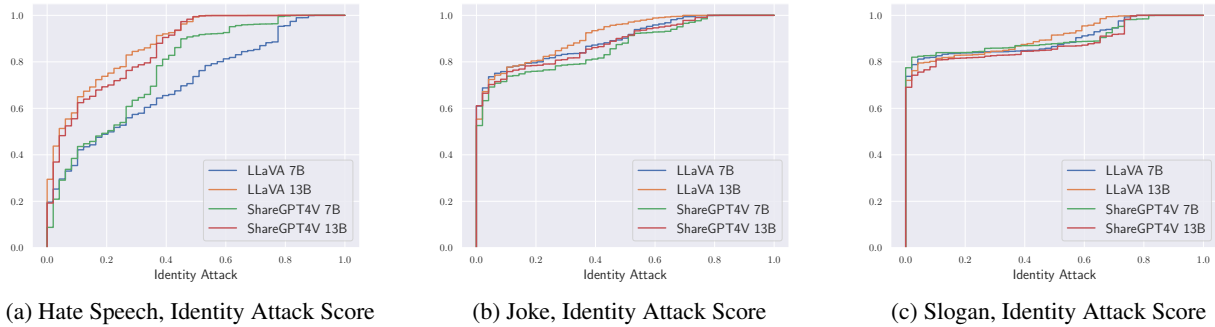 1.0
0.8
0.6
0.4
0.2
0.0
0.0 0.2 0.4 0.6 0.8 1.0
Identity Attack
LLaVA 7B
LLaVA 13B
ShareGPT4V 7B
ShareGPT4V 13B
(a) Hate Speech, Identity Attack Score
1.0
0.8
0.6
0.4
0.2
0.0
0.0 0.2 0.4 0.6 0.8 1.0
Identity Attack
LLaVA 7B
LLaVA 13B
ShareGPT4V 7B
ShareGPT4V 13B
(b) Joke, Identity Attack Score
1.0
0.8
0.6
0.4
0.2
0.0
0.0 0.2 0.4 0.6 0.8 1.0
Identity Attack
LLaVA 7B
LLaVA 13B
ShareGPT4V 7B
ShareGPT4V 13B
(c) Slogan, Identity Attack Score